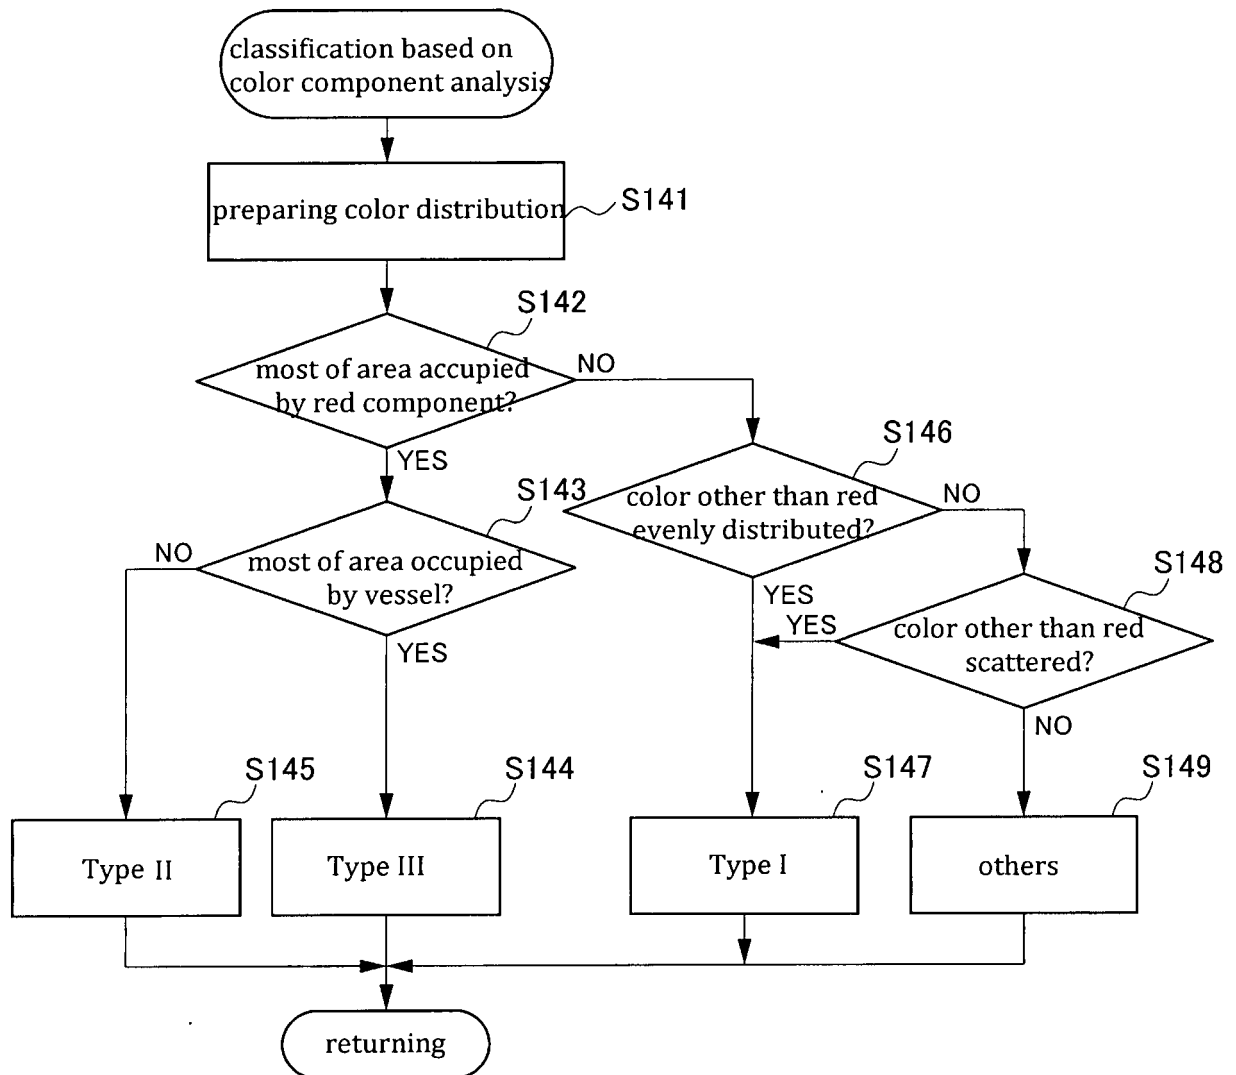 classification based on
color component analysis
preparing color distribution
S141
S142
most of area accupied
by red component?
NO
YES
S146
color other than red
evenly distributed?
NO
YES
S143
most of area occupied
by vessel?
NO
YES
S148
color other than red
scattered?
YES
NO
S145
Type II
S144
Type III
S147
Type I
S149
others
returning